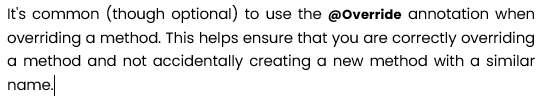 It's common (though optional) to use the @Override annotation when
overriding a method. This helps ensure that you are correctly overriding
a method and not accidentally creating a new method with a similar
name.